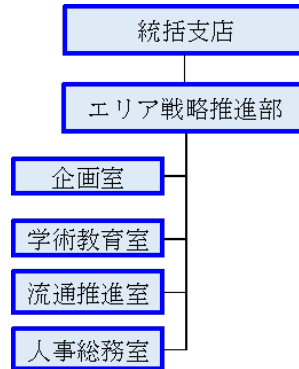 統括支店
エリア戦略推進部
企画室
学術教育室
流通推進室
人事総務室